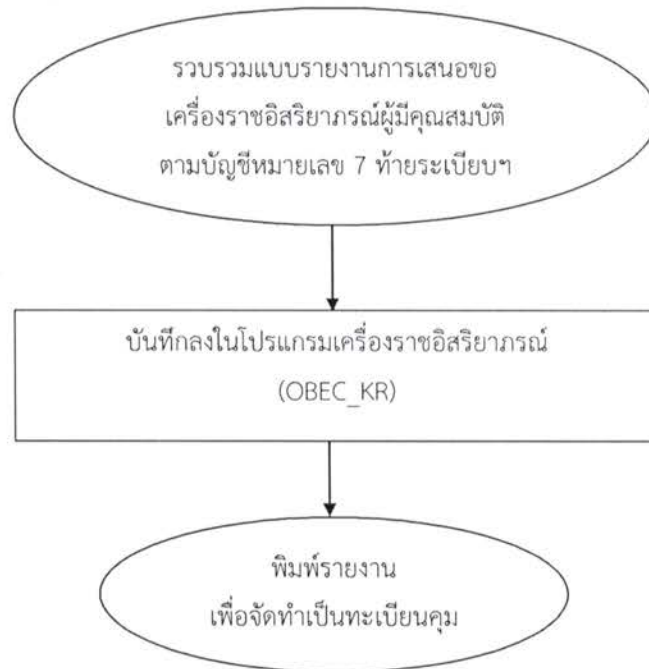 รวบรวมแบบรายงานการเสนอขอ
เครื่องราชอิสริยาภรณ์ผู้มีคุณสมบัติ
ตามบัญชีหมายเลข 7 ท้ายระเบียบฯ
บันทึกลงในโปรแกรมเครื่องราชอิสริยาภรณ์
(OBEC_KR)
พิมพ์รายงาน
เพื่อจัดทำเป็นทะเบียนคุม